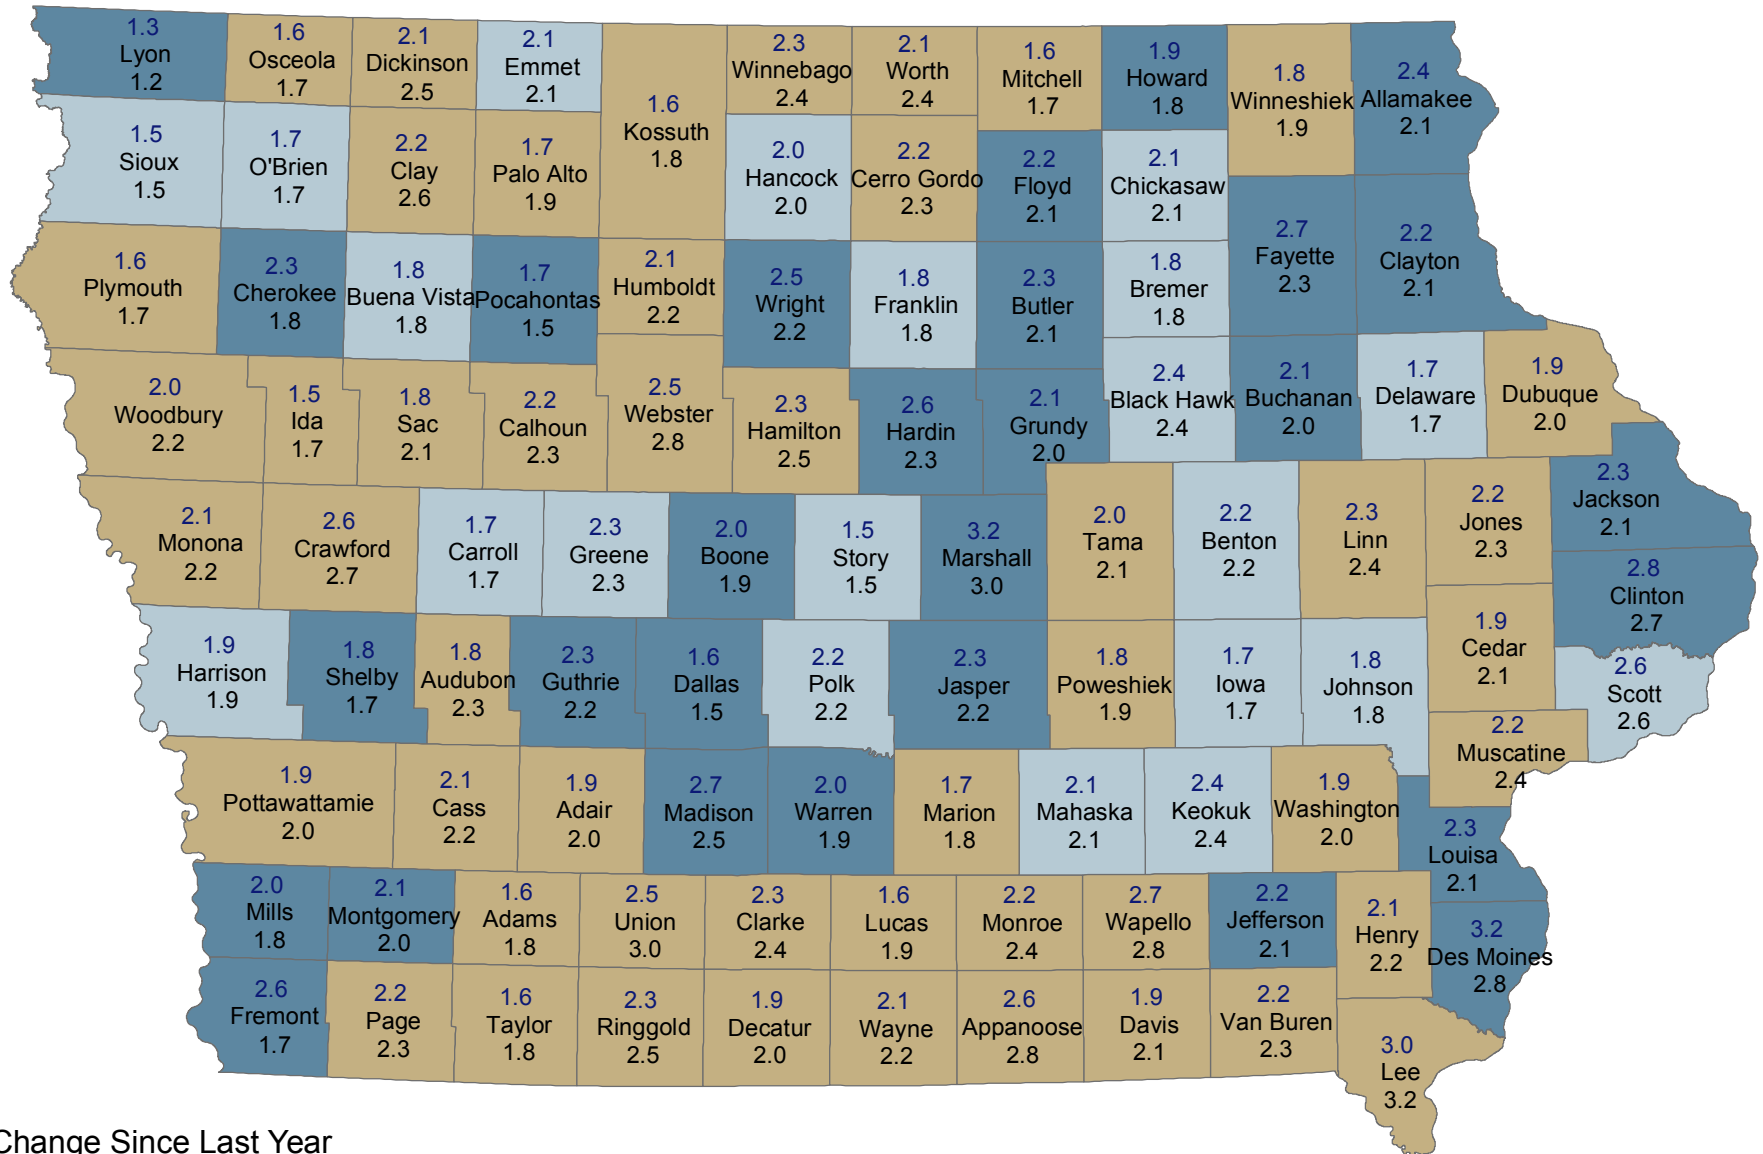 1.3
Lyon
1.2
1.6
Osceola
1.7
2.1
Dickinson
2.5
2.1
Emmet
2.1
1.6
Kossuth
1.8
2.3
Winnebago
2.4
2.1
Worth
2.4
1.6
Mitchell
1.7
1.9
Howard
1.8
1.8
Winneshiek
1.9
2.4
Allamakee
2.1
1.5
Sioux
1.5
1.7
O'Brien
1.7
2.2
Clay
2.6
1.7
Palo Alto
1.9
2.0
Hancock
2.0
2.2
Cerro Gordo
2.3
2.2
Floyd
2.1
2.1
Chickasaw
2.1
1.6
Plymouth
1.7
2.3
Cherokee
1.8
1.8
Buena Vista
1.8
1.7
Pocahontas
1.5
2.1
Humboldt
2.2
2.5
Wright
2.2
1.8
Franklin
1.8
2.3
Butler
2.1
1.8
Bremer
1.8
2.7
Fayette
2.3
2.2
Clayton
2.1
2.0
Woodbury
2.2
1.5
Ida
1.7
1.8
Sac
2.1
2.2
Calhoun
2.3
2.5
Webster
2.8
2.3
Hamilton
2.5
2.6
Hardin
2.3
2.1
Grundy
2.0
2.4
Black Hawk
2.4
2.1
Buchanan
2.0
1.7
Delaware
1.7
1.9
Dubuque
2.0
2.1
Monona
2.2
2.6
Crawford
2.7
1.7
Carroll
1.7
2.3
Greene
2.3
2.0
Boone
1.9
1.5
Story
1.5
3.2
Marshall
3.0
2.0
Tama
2.1
2.2
Benton
2.2
2.3
Linn
2.4
2.2
Jones
2.3
2.3
Jackson
2.1
2.8
Clinton
2.7
1.9
Harrison
1.9
1.8
Shelby
1.7
1.8
Audubon
2.3
2.3
Guthrie
2.2
1.6
Dallas
1.5
2.2
Polk
2.2
2.3
Jasper
2.2
1.8
Poweshiek
1.9
1.7
Iowa
1.7
1.8
Johnson
1.8
1.9
Cedar
2.1
2.6
Scott
2.6
2.2
Muscatine
2.4
1.9
Pottawattamie
2.0
2.1
Cass
2.2
1.9
Adair
2.0
2.7
Madison
2.5
2.0
Warren
1.9
1.7
Marion
1.8
2.1
Mahaska
2.1
2.4
Keokuk
2.4
1.9
Washington
2.0
2.3
Louisa
2.1
2.0
Mills
1.8
2.1
Montgomery
2.0
1.6
Adams
1.8
2.5
Union
3.0
2.3
Clarke
2.4
1.6
Lucas
1.9
2.2
Monroe
2.4
2.7
Wapello
2.8
2.2
Jefferson
2.1
2.1
Henry
2.2
3.2
Des Moines
2.8
2.6
Fremont
1.7
2.2
Page
2.3
1.6
Taylor
1.8
2.3
Ringgold
2.5
1.9
Decatur
2.0
2.1
Wayne
2.2
2.6
Appanoose
2.8
1.9
Davis
2.1
2.2
Van Buren
2.3
3.0
Lee
3.2
Change Since Last Year